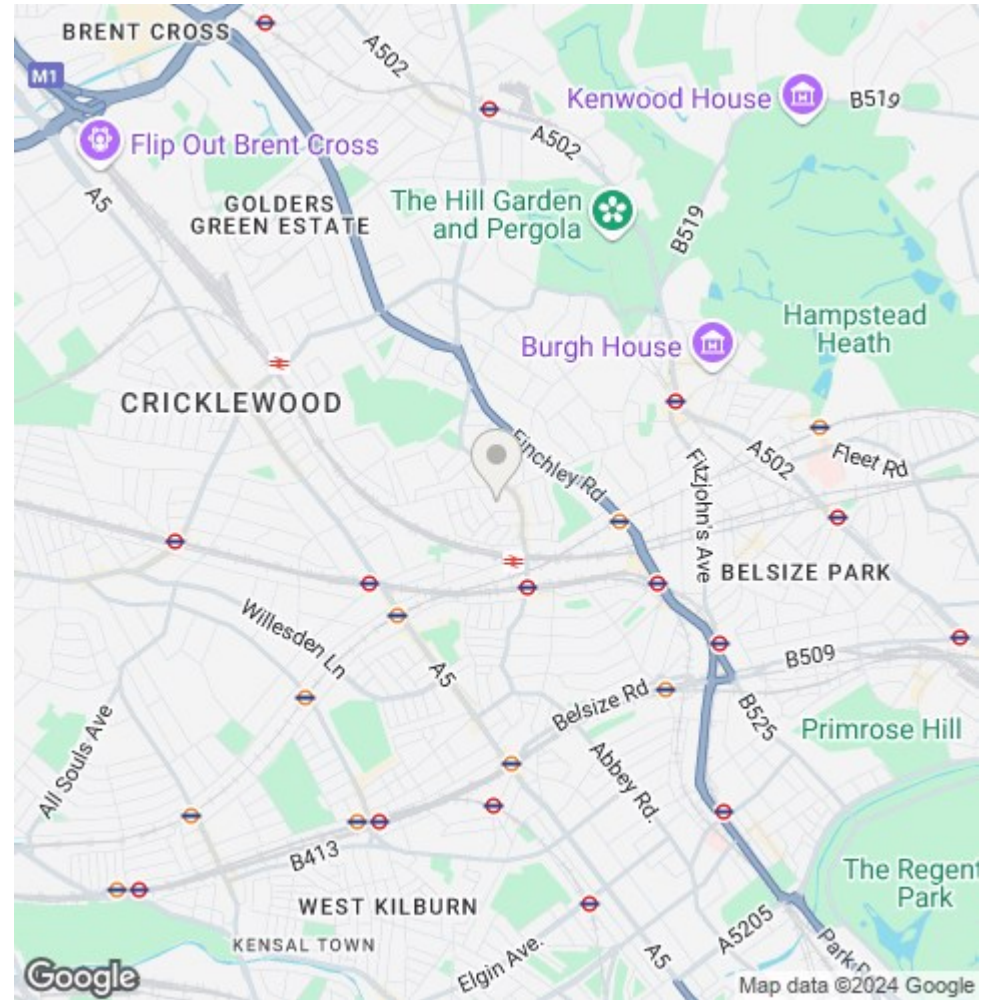 BRENT CROSS
A502
M1
Kenwood House
B519
Flip Out Brent Cross
A502
A5
GOLDERS
GREEN ESTATE
The Hill Garden
and Pergola
B519
Hampstead
Heath
Burgh House
CRICKLEWOOD
Finchley Rd
A502
Fleet Rd
Fitzjohn's Ave
BELSIZE PARK
Willesden Ln
A5
B509
Belsize Rd
B525
Primrose Hill
All Souls Ave
Abbey Rd.
B413
The Regent
Park
WEST KILBURN
A5205
KENSAL TOWN
Elgin Ave.
A5
Park
Google
Map data ©2024 Google